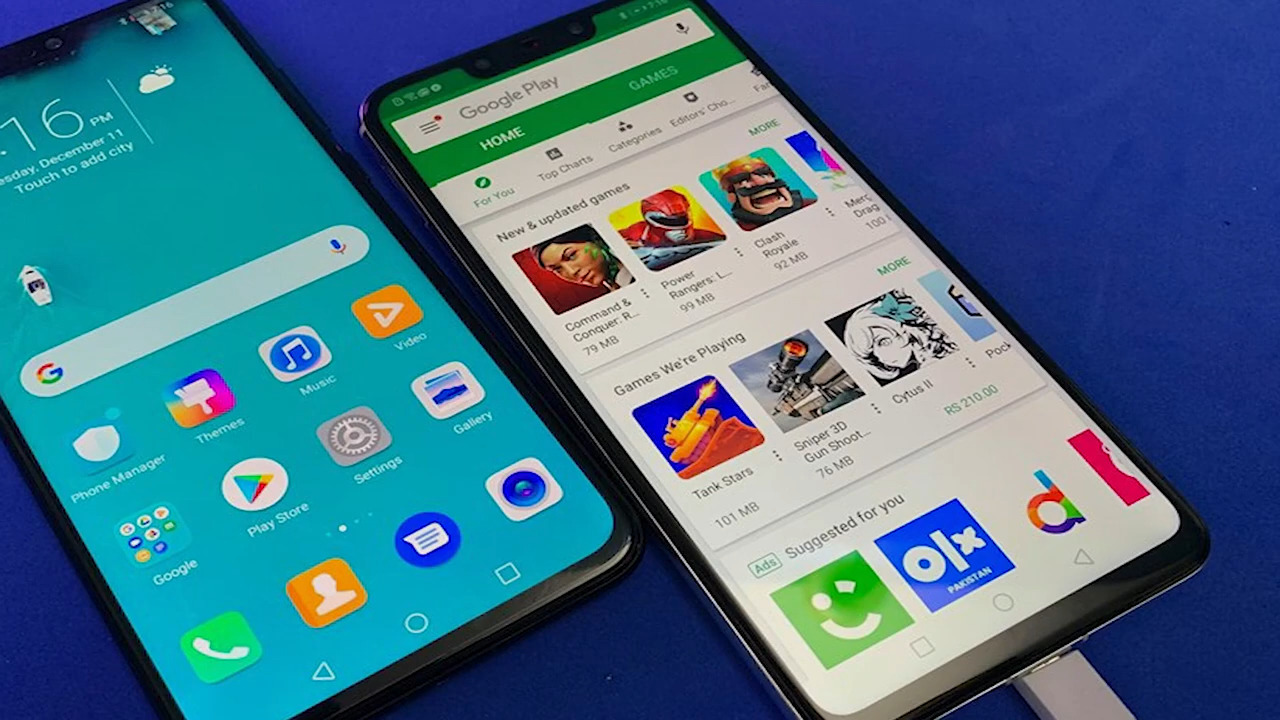 :16 PM
esday, December 11
Touch to add city
Phone Manager
Themes
Music
Video
Google
Play Store
Settings
Gallery
Google Play
HOME
GAMES
For You
Top Charts
Categories
Editors' Cho...
New & updated games
MORE
Command &
Conquer: R...
79 MB
Power
Rangers: L...
99 MB
Clash
Royale
92 MB
Drag
100
Games We're Playing
MORE
Tank Stars
101 MB
Sniper 3D
Gun Shoot...
76 MB
Cytus II
RS 210.00
Pock
Ads
Suggested for you
olx
PAKISTAN
d